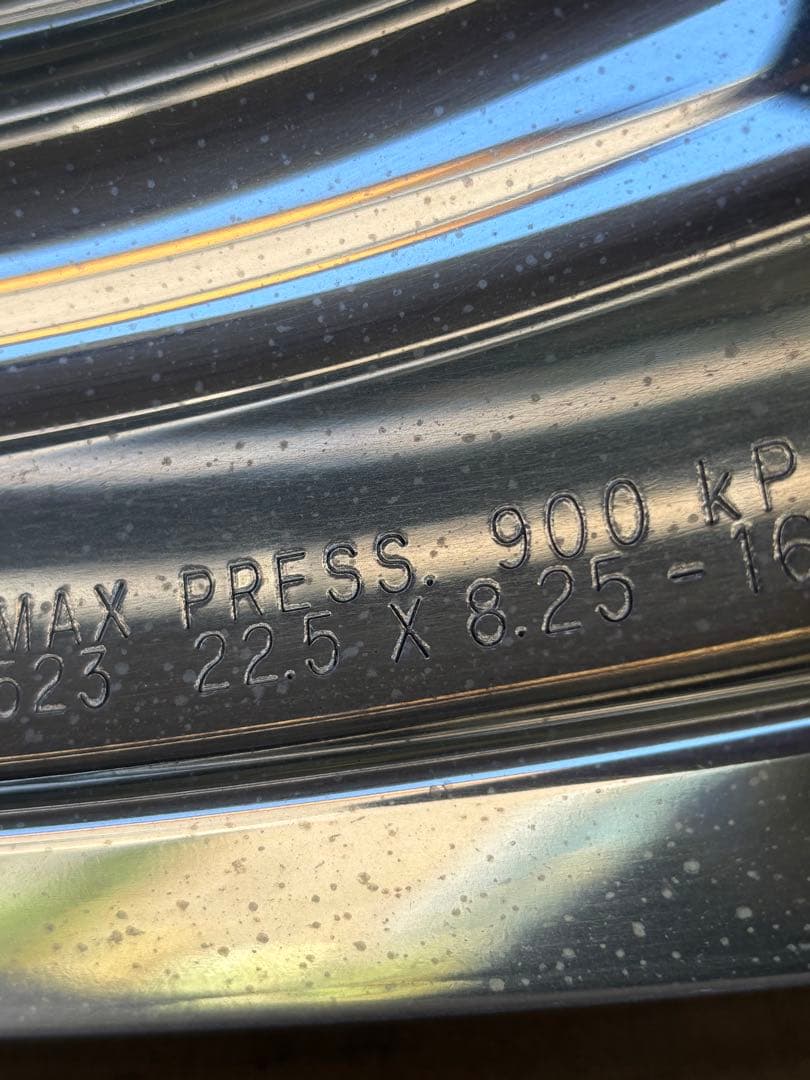 MAX PRESS. 900 kP
523 22.5 X 8.25-16